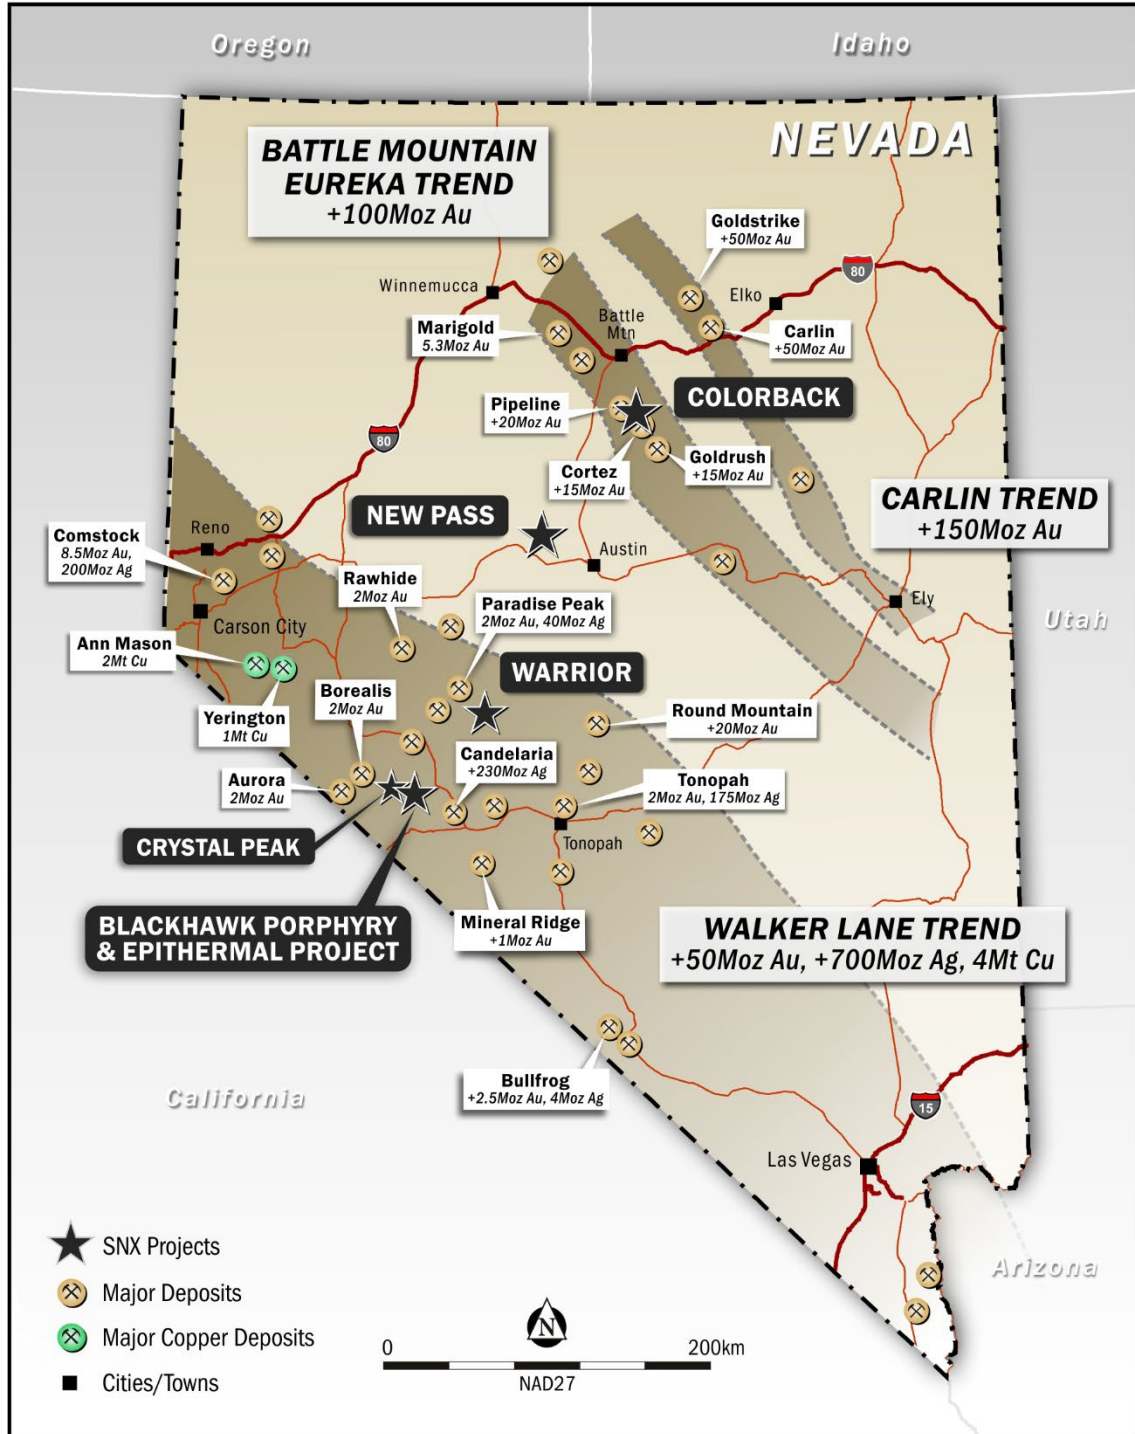 Oregon
Idaho
NEVADA
BATTLE MOUNTAIN
EUREKA TREND
+100Moz Au
Goldstrike
+50Moz Au
80
Winnemucca
Elko
Marigold
5.3Moz Au
Battle
Mtn
Carlin
+50Moz Au
COLORBACK
Pipeline
+20Moz Au
80
Goldrush
+15Moz Au
Cortez
+15Moz Au
CARLIN TREND
+150Moz Au
NEW PASS
Reno
Comstock
8.5Moz Au,
200Moz Ag
Austin
Rawhide
2Moz Au
Paradise Peak
2Moz Au, 40Moz Ag
Ely
Utah
Carson City
Ann Mason
2Mt Cu
WARRIOR
Borealis
2Moz Au
Yerington
1Mt Cu
Round Mountain
+20Moz Au
Candelaria
+230Moz Ag
Aurora
2Moz Au
Tonopah
2Moz Au, 175Moz Ag
CRYSTAL PEAK
Tonopah
BLACKHAWK PORPHYRY
& EPITHERMAL PROJECT
Mineral Ridge
+1Moz Au
WALKER LANE TREND
+50Moz Au, +700Moz Ag, 4Mt Cu
Bullfrog
+2.5Moz Au, 4Moz Ag
California
15
Las Vegas
Arizona
SNX Projects
Major Deposits
Major Copper Deposits
Cities/Towns
N
0
200km
NAD27